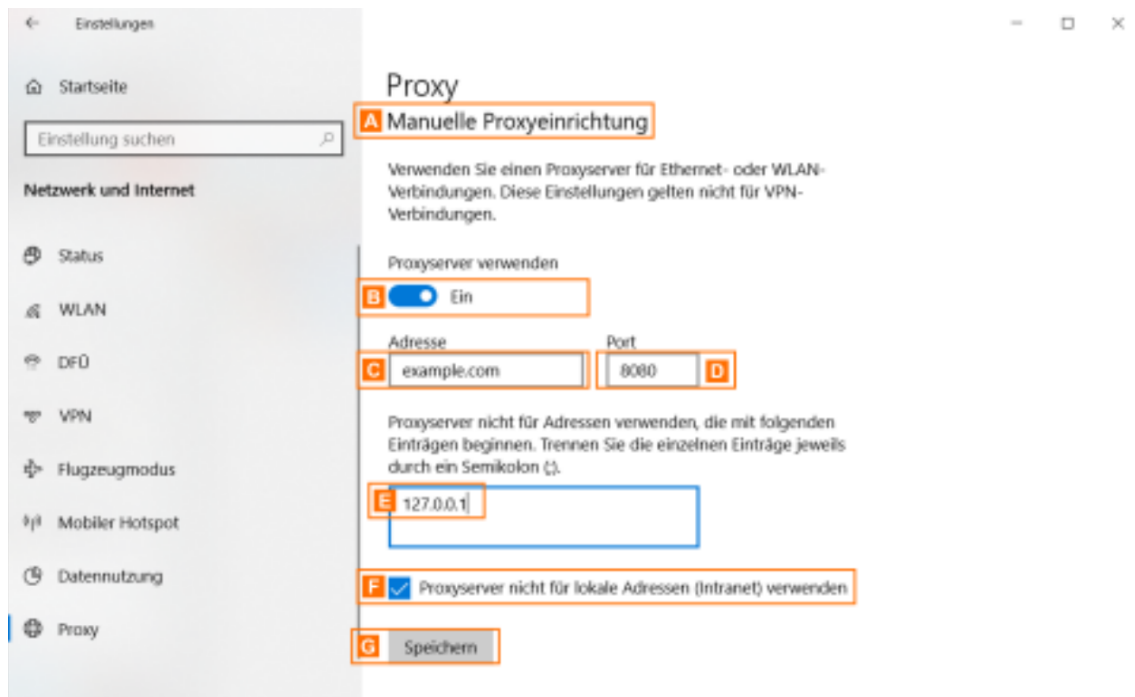 Einstellungen
Startseite
Einstellung suchen
Netzwerk und Internet
Status
WLAN
DFÜ
VPN
Flugzeugmodus
Mobiler Hotspot
Datennutzung
Proxy
Proxy
A Manuelle Proxyeinrichtung
Verwenden Sie einen Proxyserver für Ethernet- oder WLAN-
Verbindungen. Diese Einstellungen gelten nicht für VPN-
Verbindungen.
Proxyserver verwenden
B Ein
Adresse Port
C example.com 8080 D
Proxyserver nicht für Adressen verwenden, die mit folgenden
Einträgen beginnen. Trennen Sie die einzelnen Einträge jeweils
durch ein Semikolon (;).
E 127.0.0.1
F Proxyserver nicht für lokale Adressen (Intranet) verwenden
G Speichern